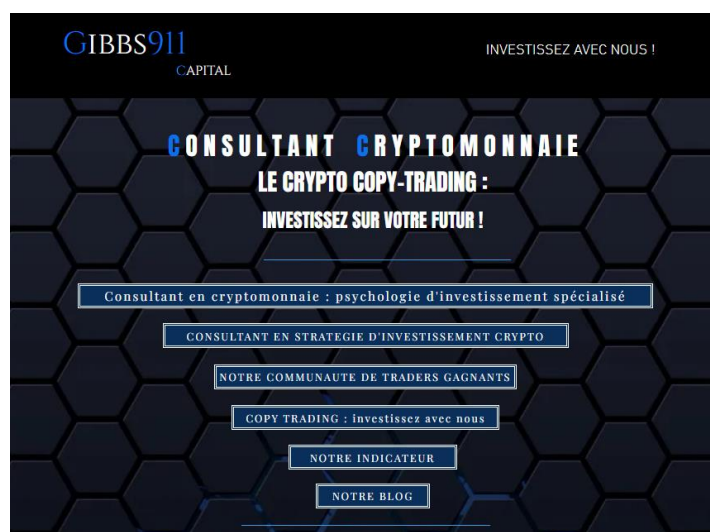 GIBBS911
CAPITAL
INVESTISSEZ AVEC NOUS !
CONSULTANT CRYPTOMONNAIE
LE CRYPTO COPY-TRADING :
INVESTISSEZ SUR VOTRE FUTUR !
Consultant en cryptomonnaie : psychologie d'investissement spécialisé
CONSULTANT EN STRATEGIE D'INVESTISSEMENT CRYPTO
NOTRE COMMUNAUTE DE TRADERS GAGNANTS
COPY TRADING : investissez avec nous
NOTRE INDICATEUR
NOTRE BLOG